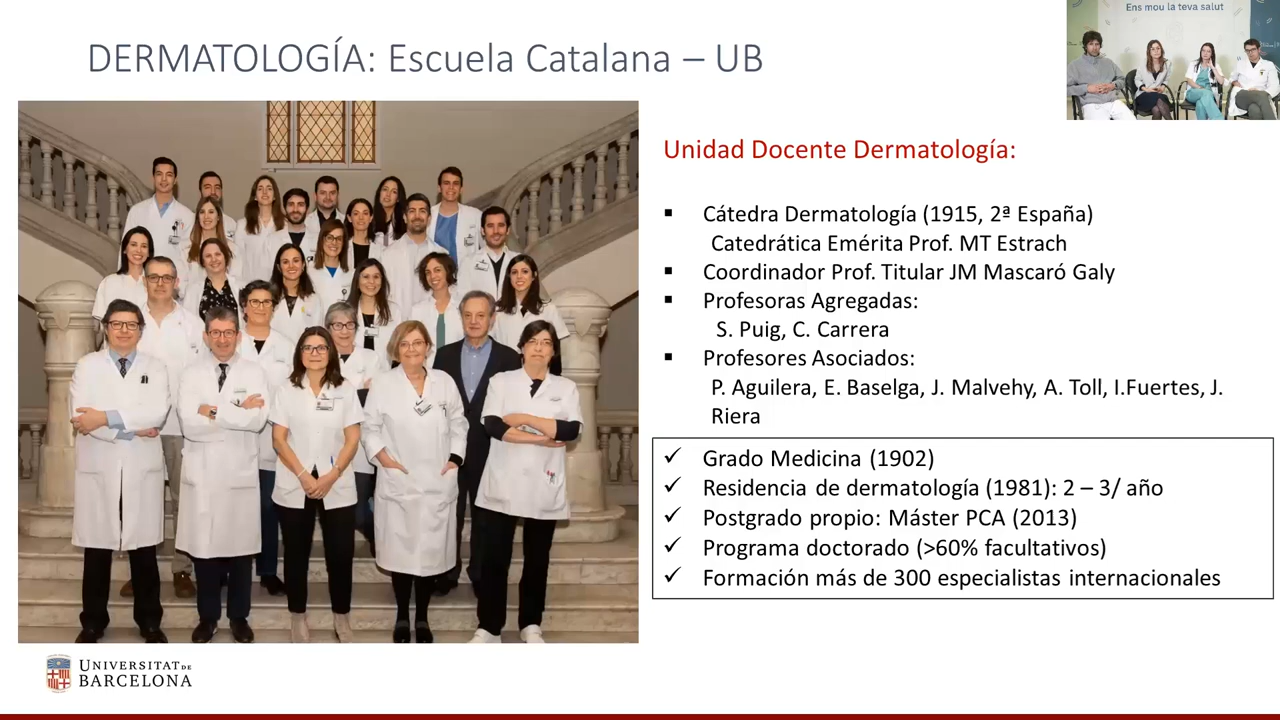 DERMATOLOGÍA: Escuela Catalana – UB
Ens mou la teva salut
Unidad Docente Dermatología:
▪ Cátedra Dermatología (1915, 2ª España)
Catedrática Emérita Prof. MT Estrach
▪ Coordinador Prof. Titular JM Mascaró Galy
▪ Profesoras Agregadas:
S. Puig, C. Carrera
▪ Profesores Asociados:
P. Aguilera, E. Baselga, J. Malvehy, A. Toll, I.Fuertes, J.
Riera
✓ Grado Medicina (1902)
✓ Residencia de dermatología (1981): 2 – 3/ año
✓ Postgrado propio: Máster PCA (2013)
✓ Programa doctorado (>60% facultativos)
✓ Formación más de 300 especialistas internacionales
UNIVERSITAT DE
BARCELONA